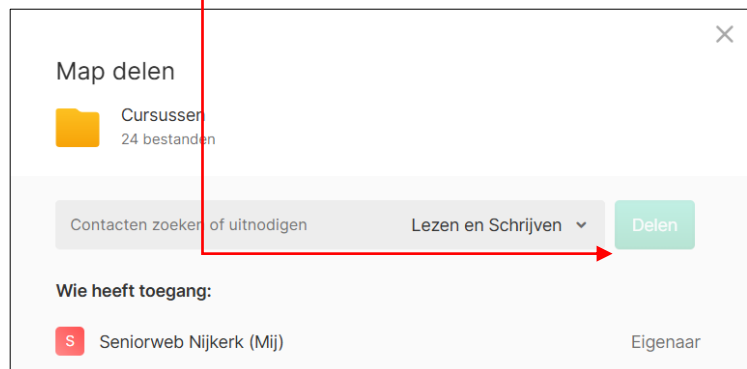 Map delen
Cursussen
24 bestanden
Contacten zoeken of uitnodigen Lezen en Schrijven Delen
Wie heeft toegang:
S Seniorweb Nijkerk (Mij) Eigenaar